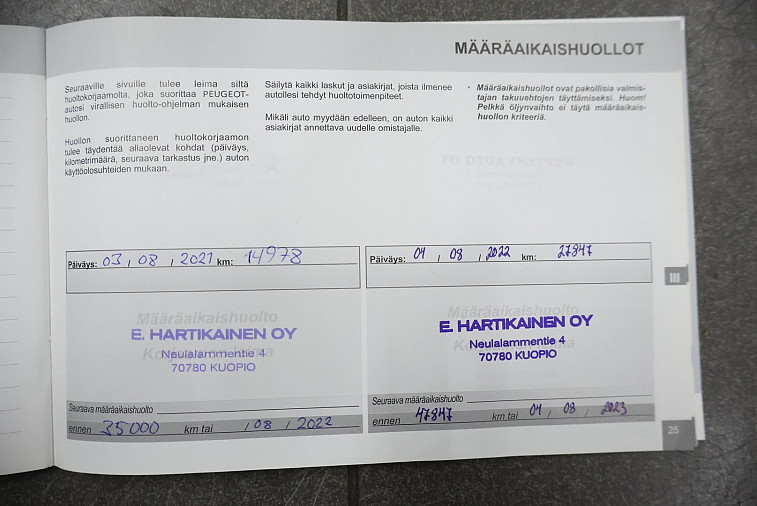 MÄÄRÄAIKAISHUOLLOT
Seuraaville sivuille tulee leima siltä
huoltokorjaamolta, joka suorittaa PEUGEOT-
autosi virallisen huolto-ohjelman mukaisen
huollon.
Huollon suorittaneen huoltokorjaamon
tulee täydentää allaolevat kohdat (päiväys,
kilometrimäärä, seuraava tarkastus jne.) auton
käyttöolosuhteiden mukaan.
Säilytä kaikki laskut ja asiakirjat, joista ilmenee
autollesi tehdyt huoltotoimenpiteet.
Mikäli auto myydään edelleen, on auton kaikki
asiakirjat annettava uudelle omistajalle.
- Määräaikaishuollot ovat pakollisia valmis-
tajan takuuehtojen täyttämiseksi. Huom!
Pelkkä öljynvaihto ei täytä määräaikais-
huollon kriteeriä.
Päiväys: 03 / 08 / 2021 km: 14978
Määräaikaishuolto
E. HARTIKAINEN OY
Neulalammentie 4
70780 KUOPIO
Seuraava määräaikaishuolto
ennen 35000 km tai / 08 / 2022
Päiväys: 04 / 08 / 2022 km: 27847
Määräaikaishuolto
E. HARTIKAINEN OY
Neulalammentie 4
70780 KUOPIO
Seuraava määräaikaishuolto
ennen 47847 km tai 04 / 08 / 2023
III
25